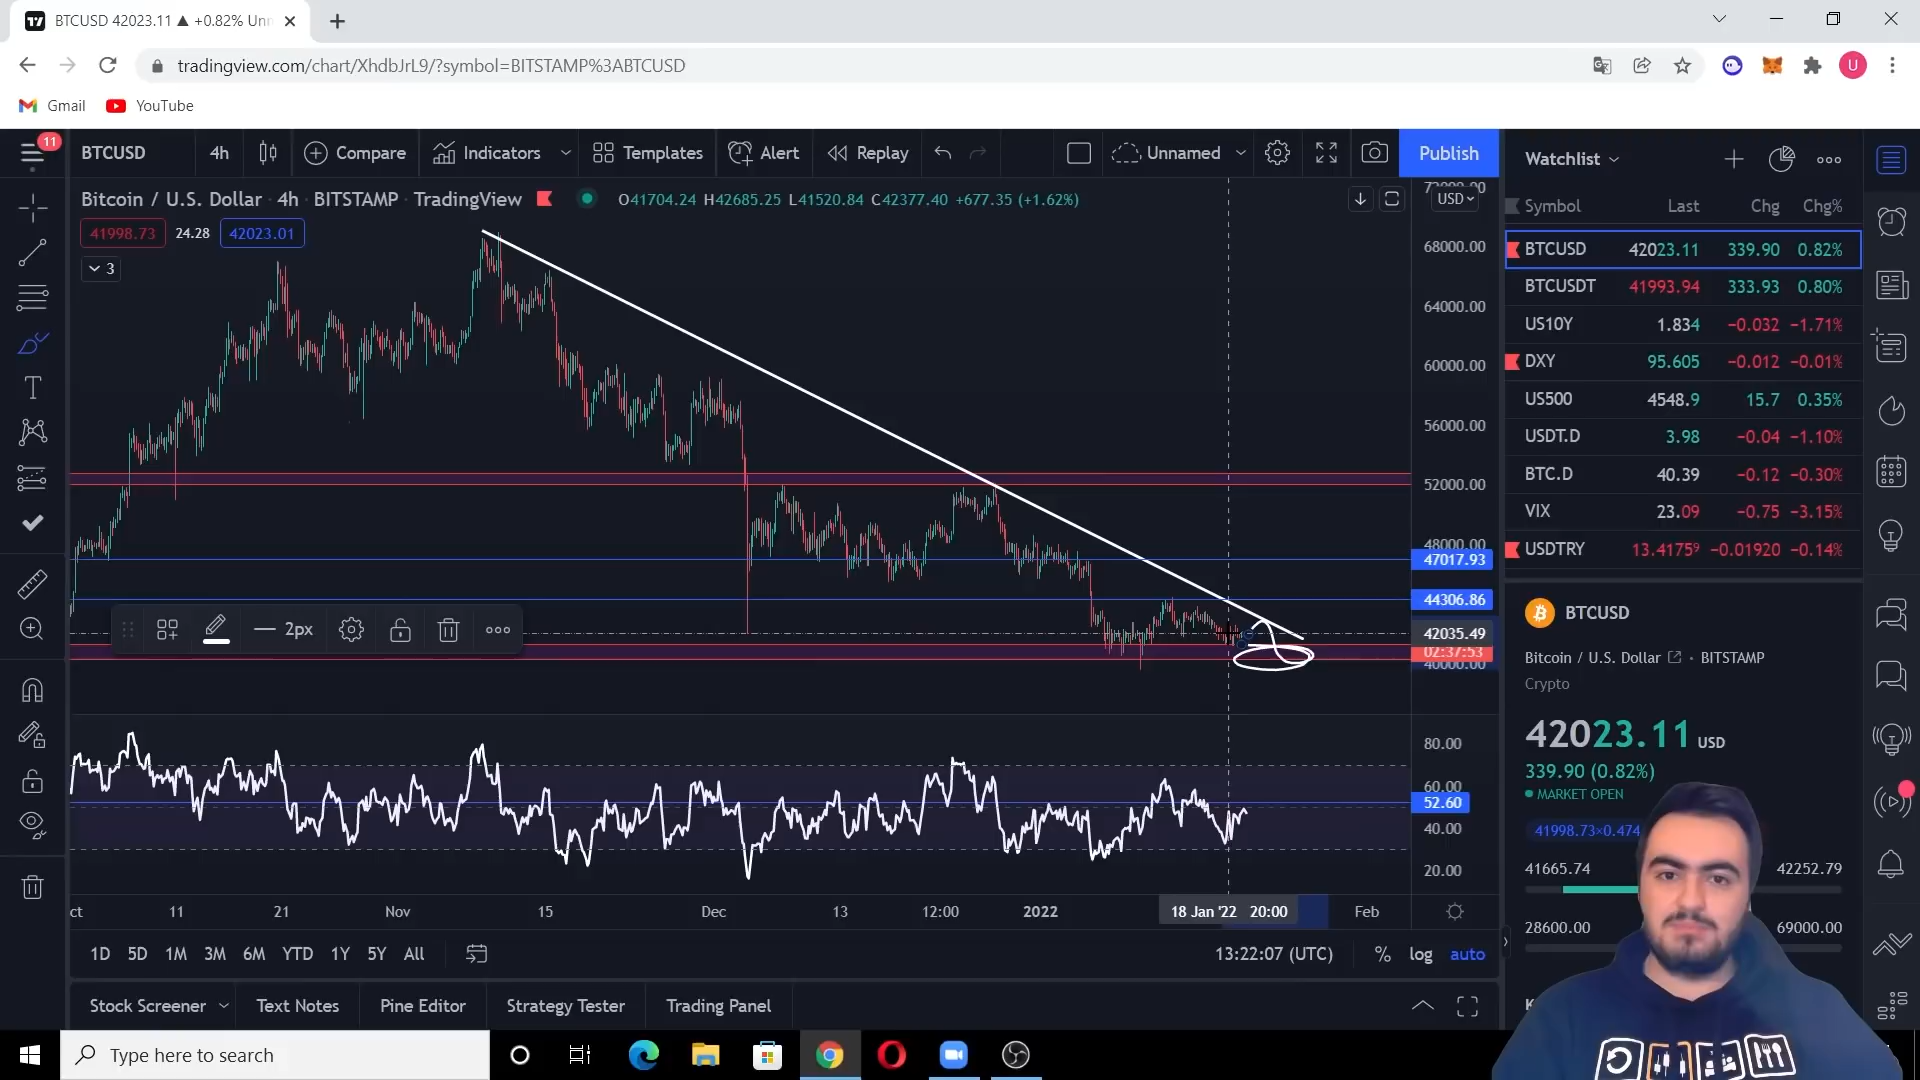 BTCUSD 42023.11 ▲ +0.82% Unn
tradingview.com/chart/XhdbJrL9/?symbol=BITSTAMP%3ABTCUSD
U
Gmail YouTube
11
BTCUSD 4h Compare Indicators Templates Alert Replay Unnamed Publish
Bitcoin / U.S. Dollar · 4h · BITSTAMP · TradingView O41704.24 H42685.25 L41520.84 C42377.40 +677.35 (+1.62%)
41998.73 24.28 42023.01
3
USD
68000.00
64000.00
60000.00
56000.00
52000.00
48000.00
47017.93
44306.86
42035.49
02:37:53
40000.00
2px
80.00
60.00
52.60
40.00
20.00
ct 11 21 Nov 15 Dec 13 12:00 2022 18 Jan '22 20:00 Feb
1D 5D 1M 3M 6M YTD 1Y 5Y All 13:22:07 (UTC) % log auto
Stock Screener Text Notes Pine Editor Strategy Tester Trading Panel
Watchlist
Symbol Last Chg Chg%
BTCUSD 42023.11 339.90 0.82%
BTCUSDT 41993.94 333.93 0.80%
US10Y 1.834 −0.032 −1.71%
DXY 95.605 −0.012 −0.01%
US500 4548.9 15.7 0.35%
USDT.D 3.98 −0.04 −1.10%
BTC.D 40.39 −0.12 −0.30%
VIX 23.09 −0.75 −3.15%
USDTRY 13.4175⁹ −0.01920 −0.14%
BTCUSD
Bitcoin / U.S. Dollar · BITSTAMP
Crypto
42023.11 USD
339.90 (0.82%)
MARKET OPEN
41998.73×0.474
41665.74 42252.79
28600.00 69000.00
Type here to search